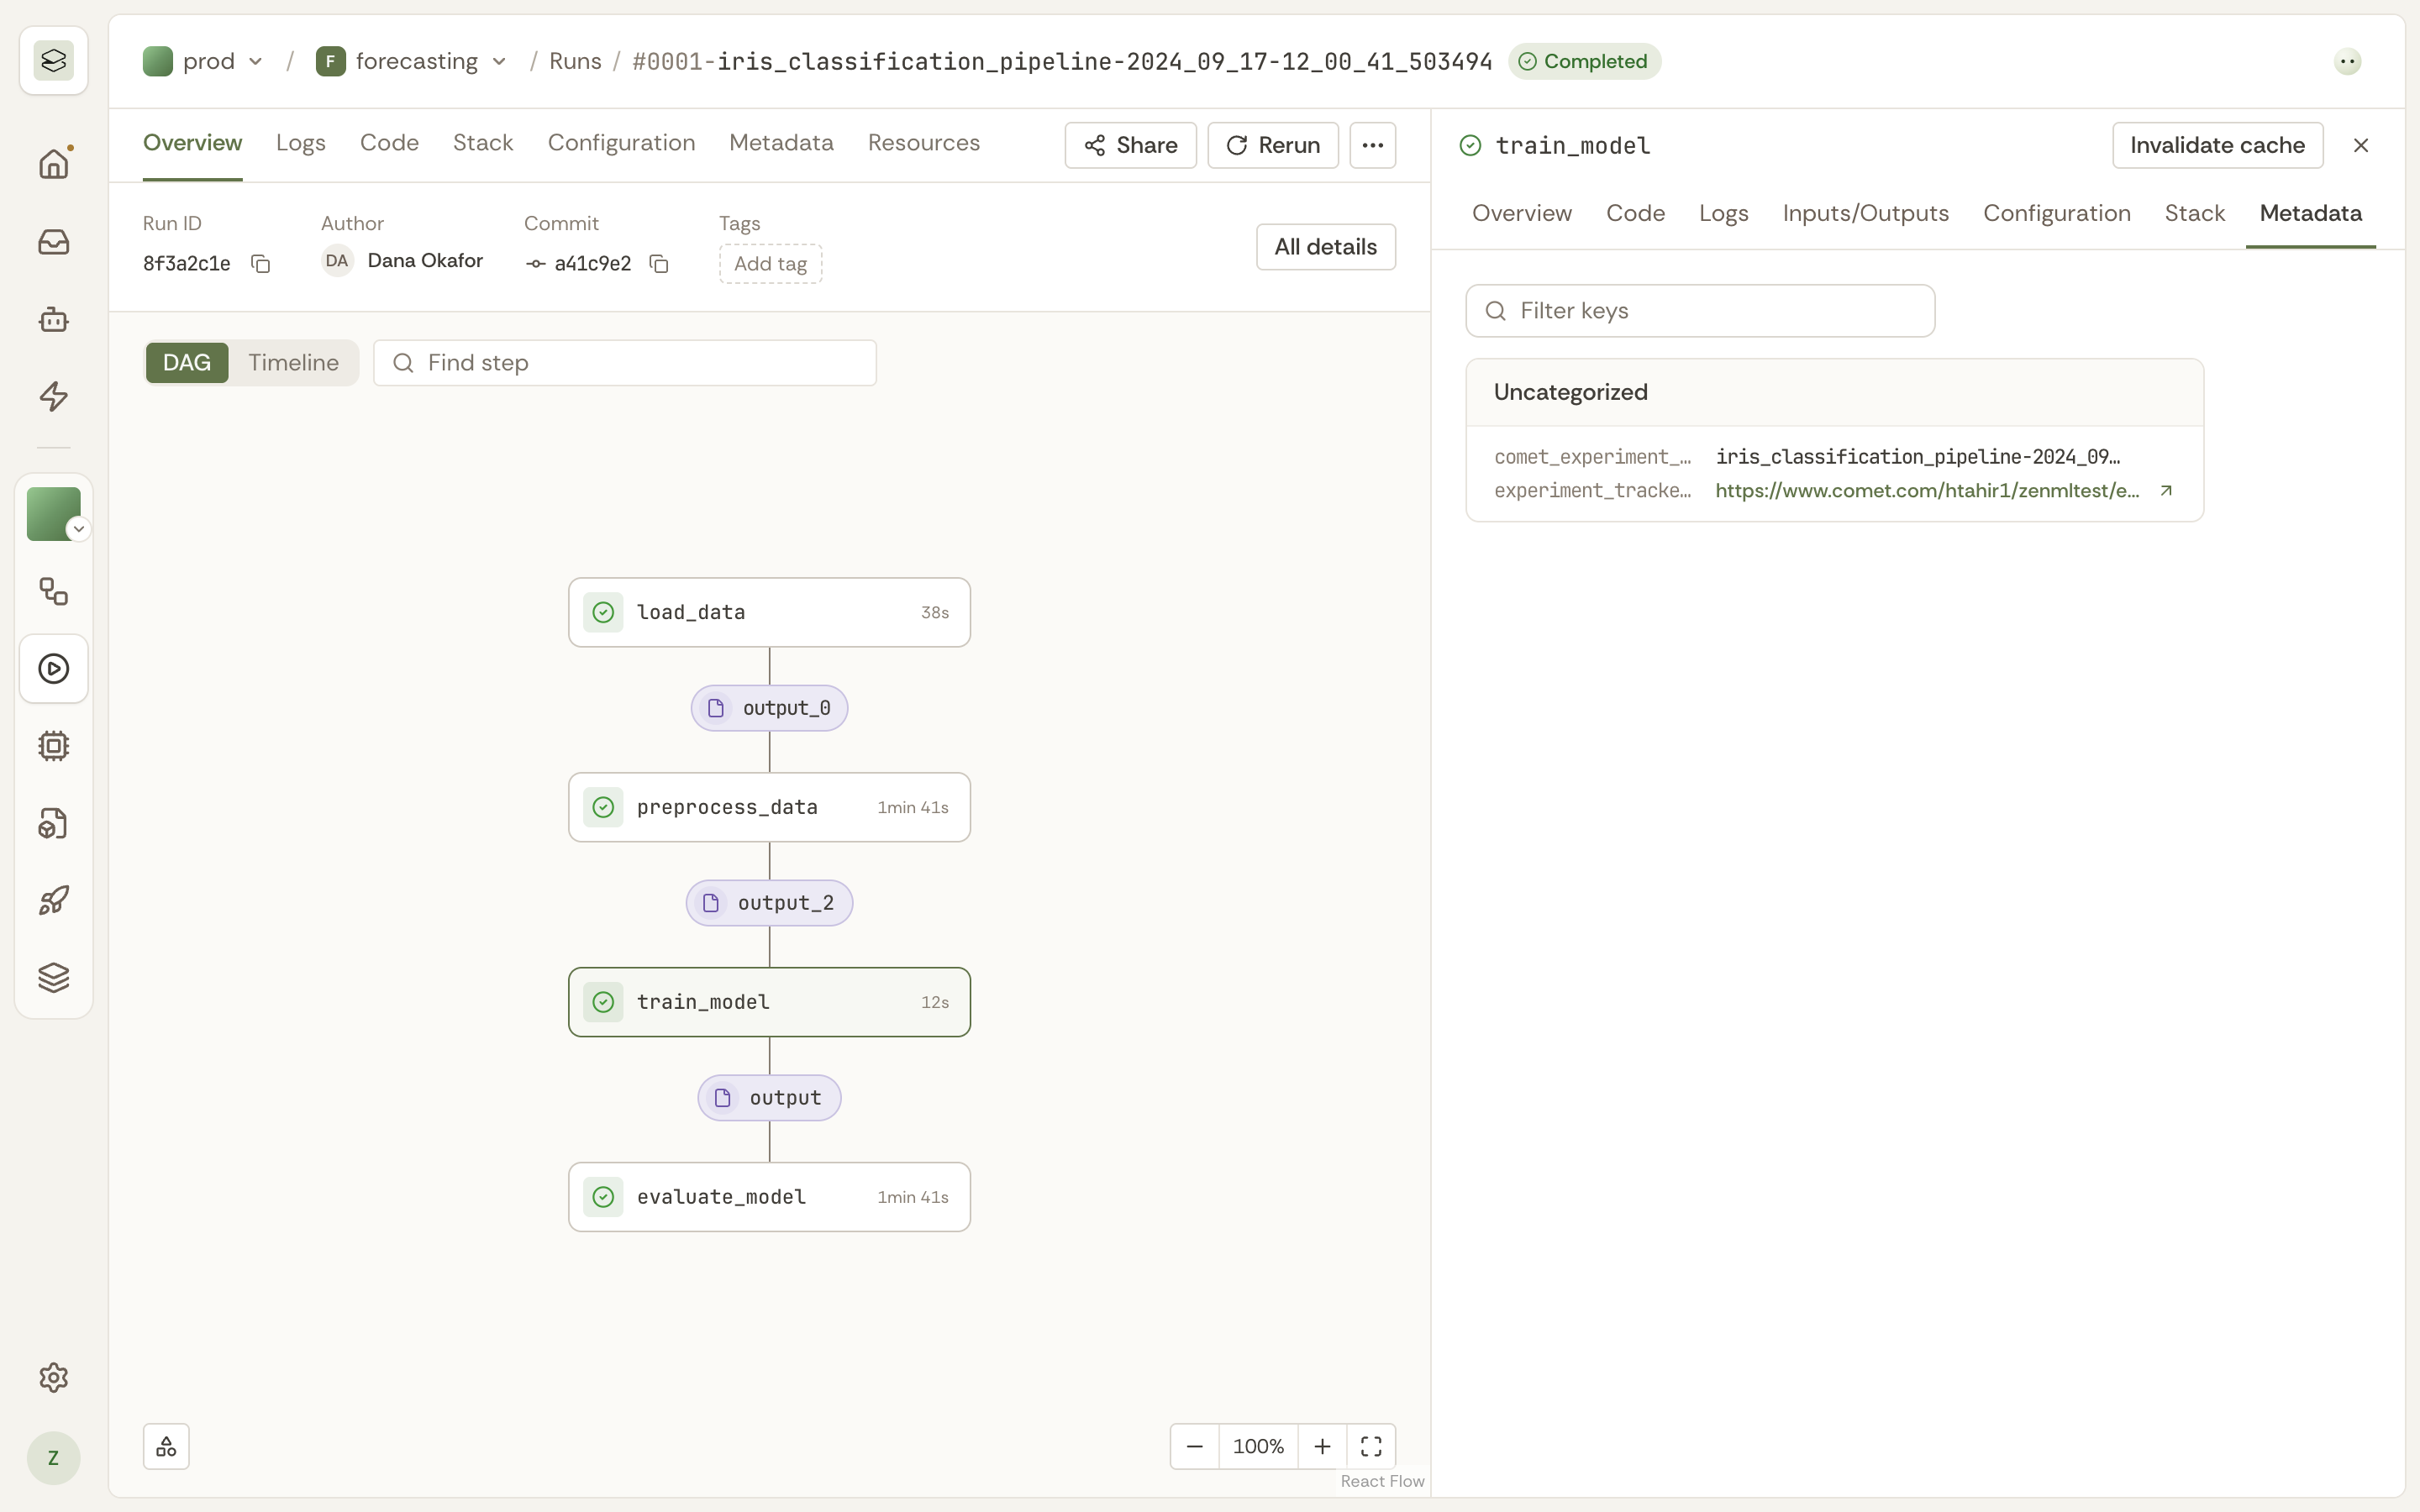 prod / F forecasting / Runs / #0001-iris_classification_pipeline-2024_09_17-12_00_41_503494 Completed
Overview Logs Code Stack Configuration Metadata Resources Share Rerun
Run ID Author Commit Tags
8f3a2c1e DA Dana Okafor a41c9e2 Add tag All details
DAG Timeline Find step
load_data 38s
output_0
preprocess_data 1min 41s
output_2
train_model 12s
output
evaluate_model 1min 41s
100%
React Flow
Z
train_model Invalidate cache
Overview Code Logs Inputs/Outputs Configuration Stack Metadata
Filter keys
Uncategorized
comet_experiment_… iris_classification_pipeline-2024_09…
experiment_tracke… https://www.comet.com/htahir1/zenmltest/e…